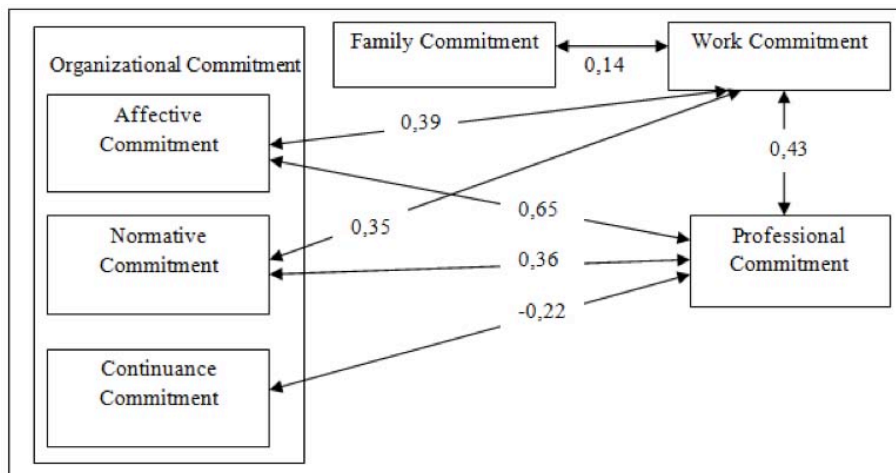 Family Commitment
Work Commitment
0,14
Organizational Commitment
Affective
Commitment
0,39
0,43
Normative
Commitment
0,35
0,65
0,36
Professional
Commitment
-0,22
Continuance
Commitment